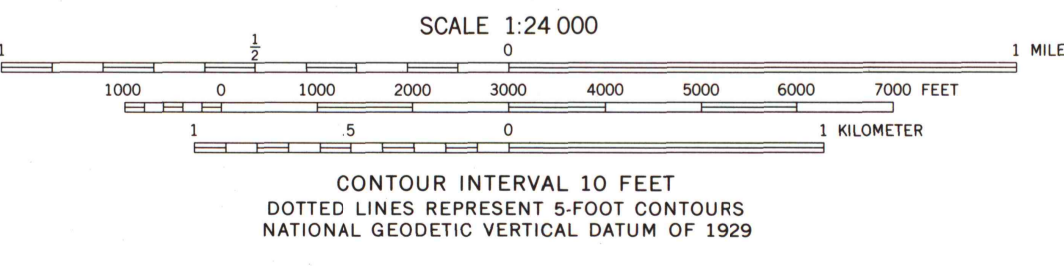 SCALE 1:24 000
1 1/2 0 1 MILE
1000 0 1000 2000 3000 4000 5000 6000 7000 FEET
1 .5 0 1 KILOMETER
CONTOUR INTERVAL 10 FEET
DOTTED LINES REPRESENT 5-FOOT CONTOURS
NATIONAL GEODETIC VERTICAL DATUM OF 1929